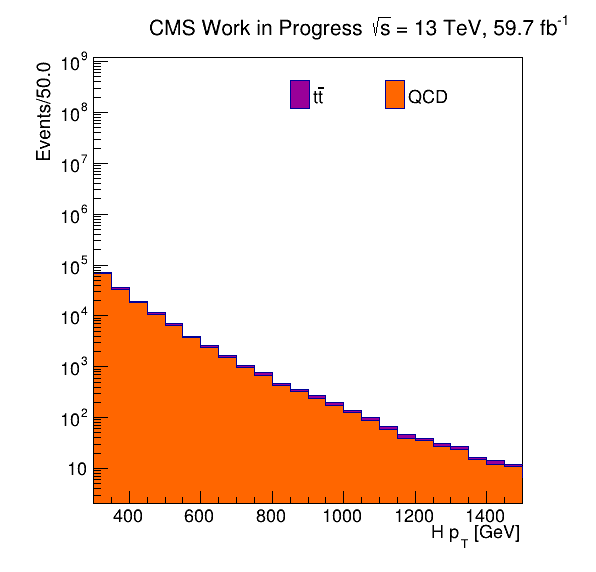 CMS Work in Progress √s = 13 TeV, 59.7 fb⁻¹
Events/50.0
tt̄
QCD
10⁹
10⁸
10⁷
10⁶
10⁵
10⁴
10³
10²
10
400 600 800 1000 1200 1400
H p_T [GeV]